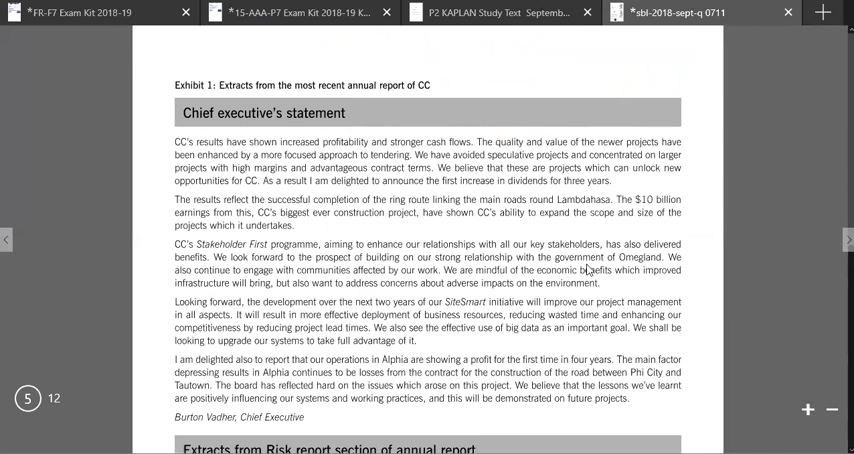 *FR-F7 Exam Kit 2018-19
*15-AAA-P7 Exam Kit 2018-19 K...
P2 KAPLAN Study Text Septemb...
*sbl-2018-sept-q 0711
Exhibit 1: Extracts from the most recent annual report of CC
Chief executive's statement
CC's results have shown increased profitability and stronger cash flows. The quality and value of the newer projects have
been enhanced by a more focused approach to tendering. We have avoided speculative projects and concentrated on larger
projects with high margins and advantageous contract terms. We believe that these are projects which can unlock new
opportunities for CC. As a result I am delighted to announce the first increase in dividends for three years.
The results reflect the successful completion of the ring route linking the main roads round Lambdahasa. The $10 billion
earnings from this, CC's biggest ever construction project, have shown CC's ability to expand the scope and size of the
projects which it undertakes.
CC's Stakeholder First programme, aiming to enhance our relationships with all our key stakeholders, has also delivered
benefits. We look forward to the prospect of building on our strong relationship with the government of Omegland. We
also continue to engage with communities affected by our work. We are mindful of the economic benefits which improved
infrastructure will bring, but also want to address concerns about adverse impacts on the environment.
Looking forward, the development over the next two years of our SiteSmart initiative will improve our project management
in all aspects. It will result in more effective deployment of business resources, reducing wasted time and enhancing our
competitiveness by reducing project lead times. We also see the effective use of big data as an important goal. We shall be
looking to upgrade our systems to take full advantage of it.
I am delighted also to report that our operations in Alphia are showing a profit for the first time in four years. The main factor
depressing results in Alphia continues to be losses from the contract for the construction of the road between Phi City and
Tautown. The board has reflected hard on the issues which arose on this project. We believe that the lessons we've learnt
are positively influencing our systems and working practices, and this will be demonstrated on future projects.
5 12
Burton Vadher, Chief Executive
Extracts from Risk report section of annual report